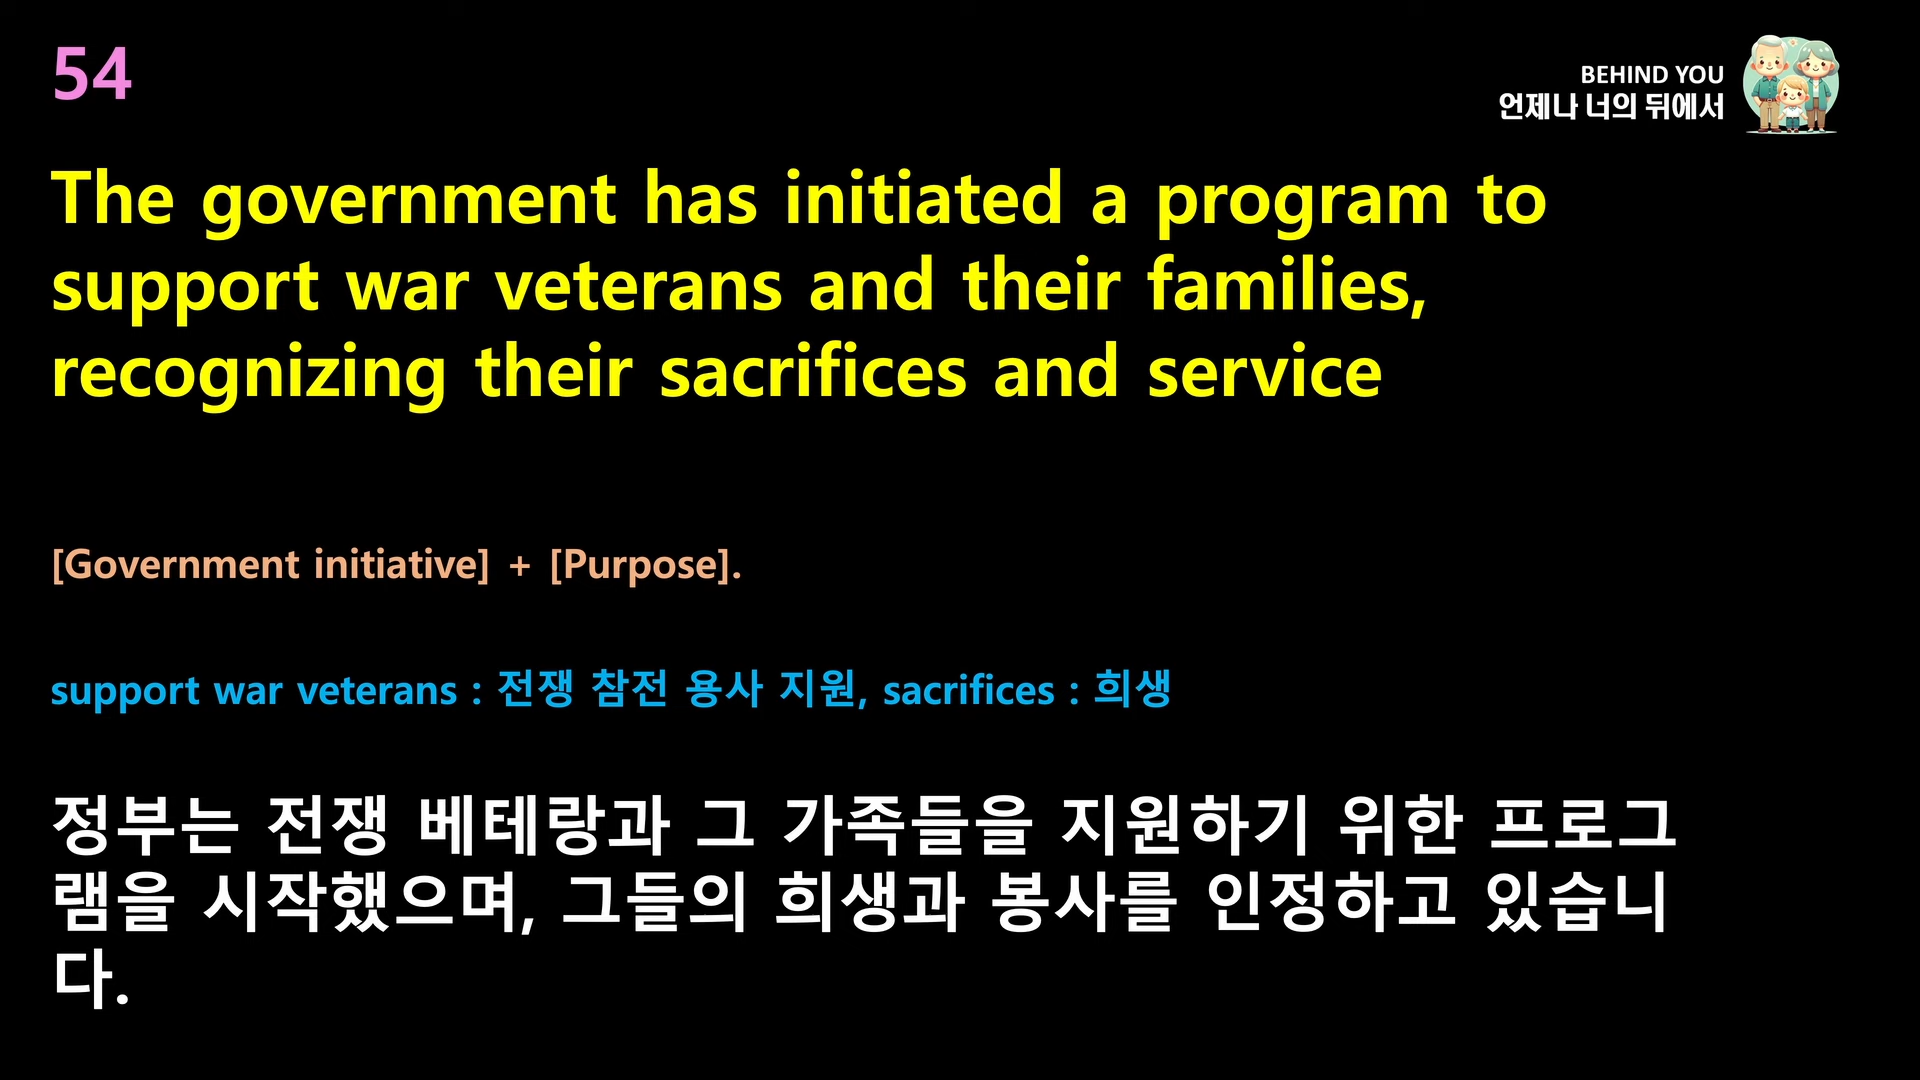 54
BEHIND YOU
언제나 너의 뒤에서
The government has initiated a program to
support war veterans and their families,
recognizing their sacrifices and service
[Government initiative] + [Purpose].
support war veterans : 전쟁 참전 용사 지원, sacrifices : 희생
정부는 전쟁 베테랑과 그 가족들을 지원하기 위한 프로그
램을 시작했으며, 그들의 희생과 봉사를 인정하고 있습니
다.